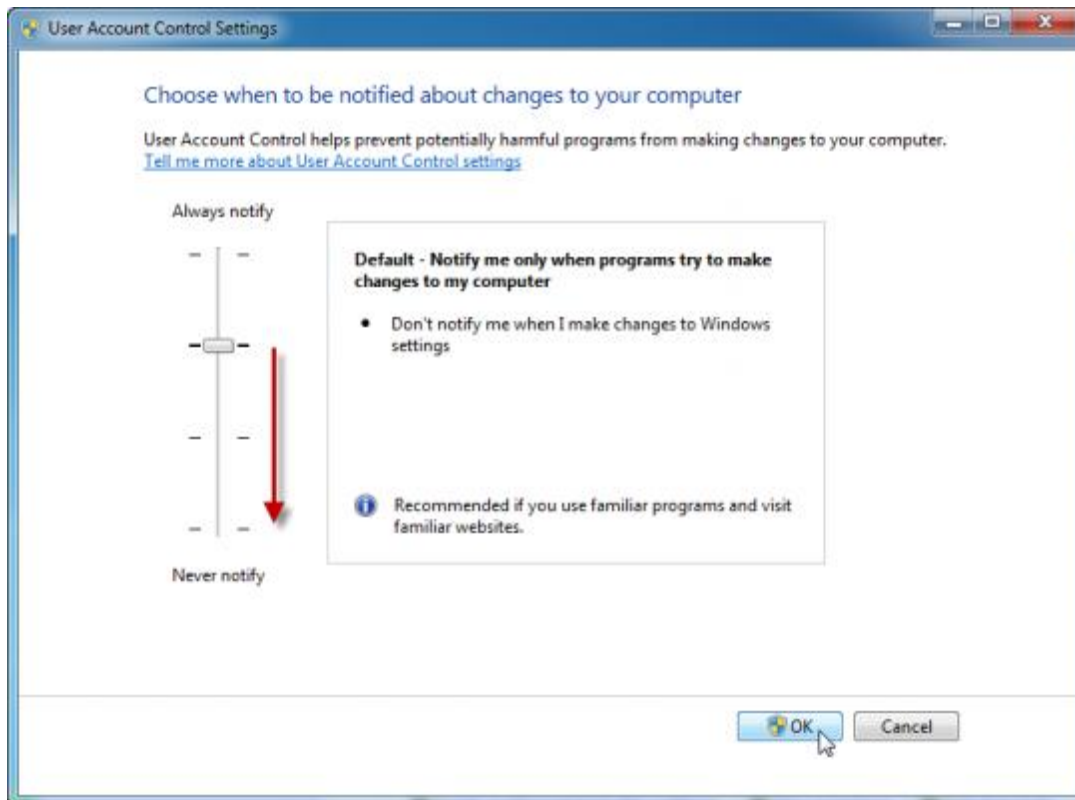 User Account Control Settings
Choose when to be notified about changes to your computer
User Account Control helps prevent potentially harmful programs from making changes to your computer.
Tell me more about User Account Control settings
Always notify
Default - Notify me only when programs try to make
changes to my computer
• Don't notify me when I make changes to Windows
settings
Recommended if you use familiar programs and visit
familiar websites.
Never notify
OK
Cancel